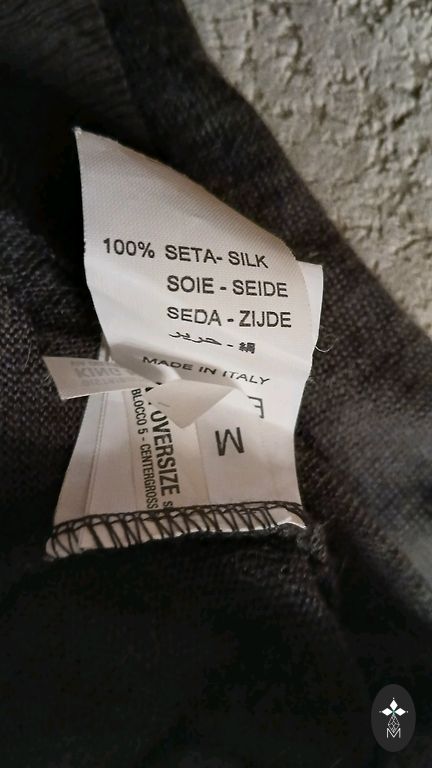 100% SETA- SILK
SOIE - SEIDE
SEDA - ZIJDE
حرير - 絹
MADE IN ITALY
M
OVERSIZE
BLOCCO 5 - CENTERGROSS
M